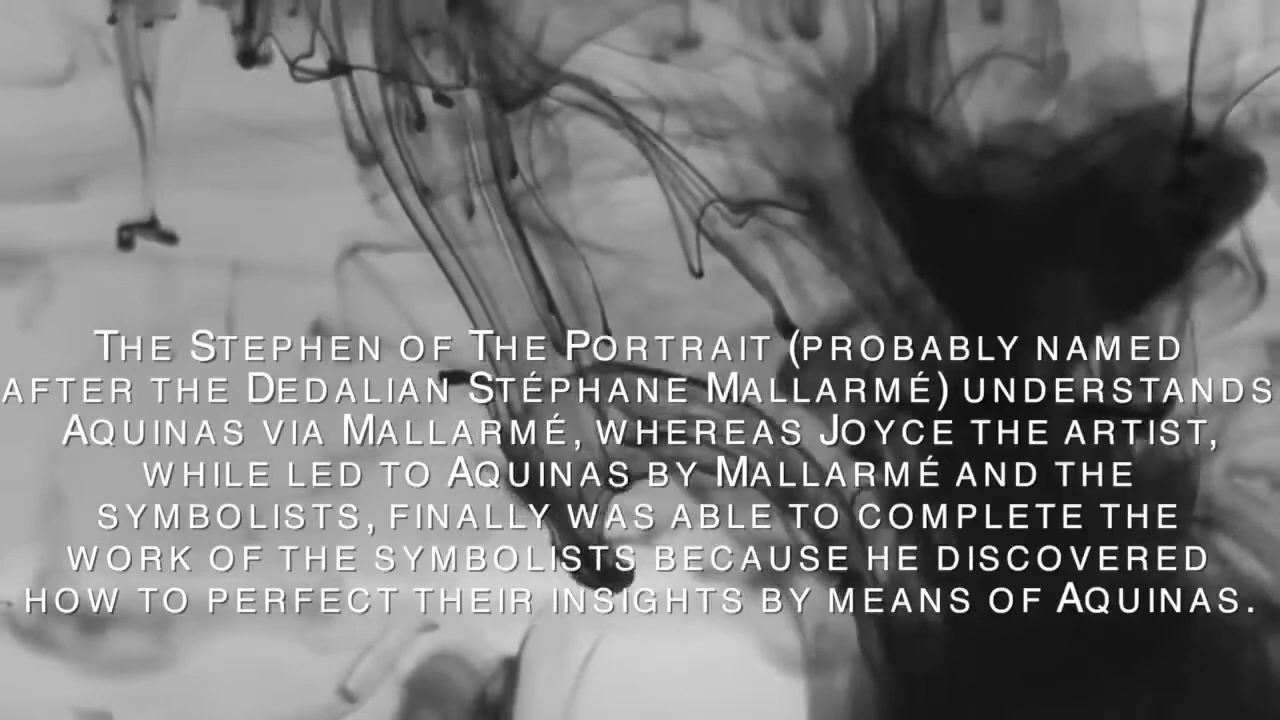 The Stephen of The Portrait (probably named
after the Dedalian Stéphane Mallarmé) understands
Aquinas via Mallarmé, whereas Joyce the artist,
while led to Aquinas by Mallarmé and the
symbolists, finally was able to complete the
work of the symbolists because he discovered
how to perfect their insights by means of Aquinas.